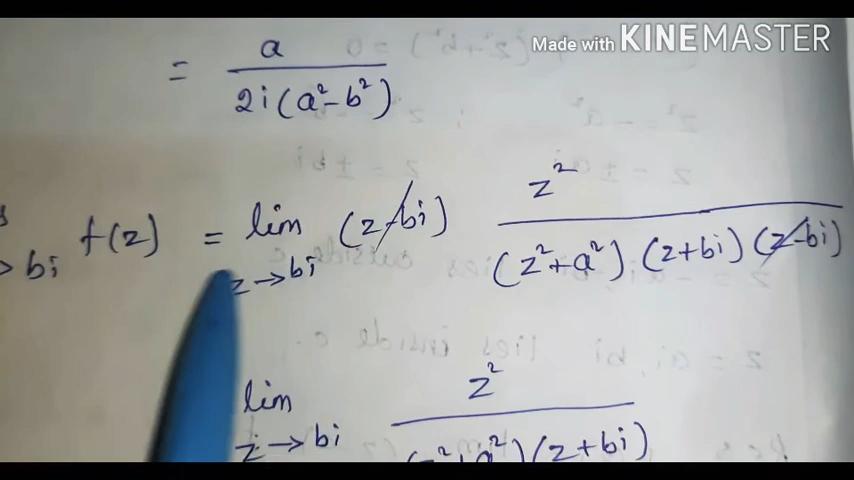 Made with KINEMASTER
= a / 2i (a² - b²)
f(z) = lim (z - bi) z² / (z² + a²) (z + bi) (z - bi)
> bi z → bi
lim z² / (z² + a²) (z + bi)
z → bi